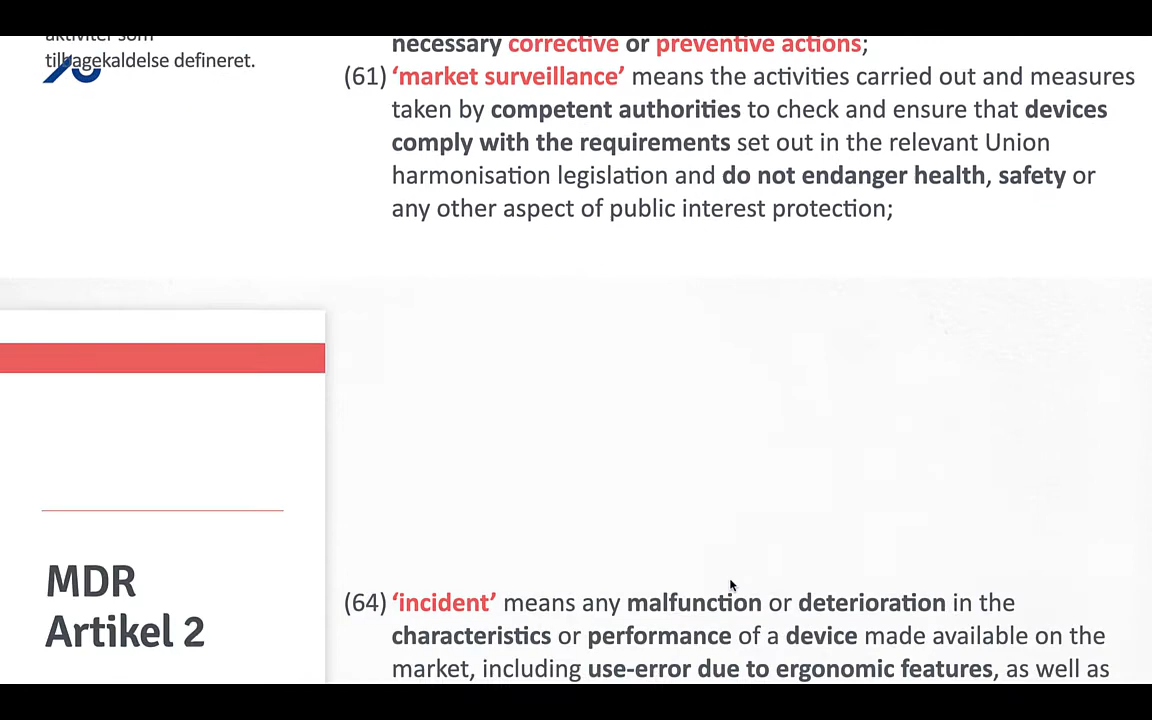 aktiviter som
tilbagekaldelse defineret.
necessary corrective or preventive actions;
(61) ‘market surveillance’ means the activities carried out and measures
taken by competent authorities to check and ensure that devices
comply with the requirements set out in the relevant Union
harmonisation legislation and do not endanger health, safety or
any other aspect of public interest protection;
MDR
Artikel 2
(64) ‘incident’ means any malfunction or deterioration in the
characteristics or performance of a device made available on the
market, including use-error due to ergonomic features, as well as